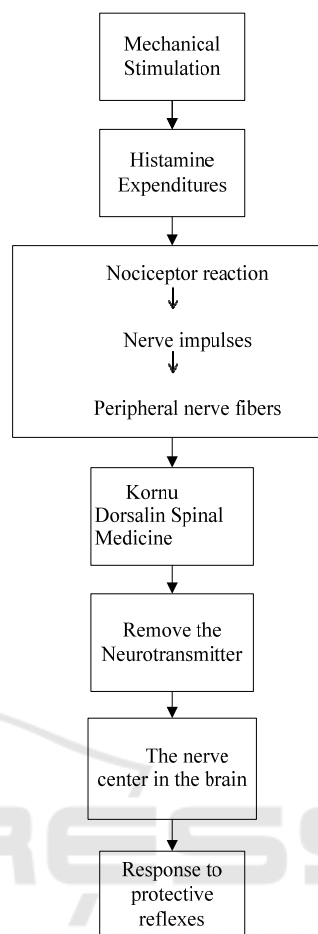 Mechanical
Stimulation
Histamine
Expenditures
Nociceptor reaction
Nerve impulses
Peripheral nerve fibers
Kornu
Dorsalin Spinal
Medicine
Remove the
Neurotransmitter
The nerve
center in the brain
Response to
protective
reflexes